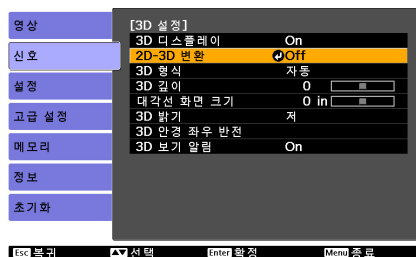 영상
신호
설정
고급 설정
메모리
정보
초기화
[3D 설정]
3D 디스플레이 On
2D-3D 변환 Off
3D 형식 자동
3D 깊이 0
대각선 화면 크기 0 in
3D 밝기 저
3D 안경 좌우 반전
3D 보기 알림 On
Esc 복귀 선택 Enter 확정 Menu 종료